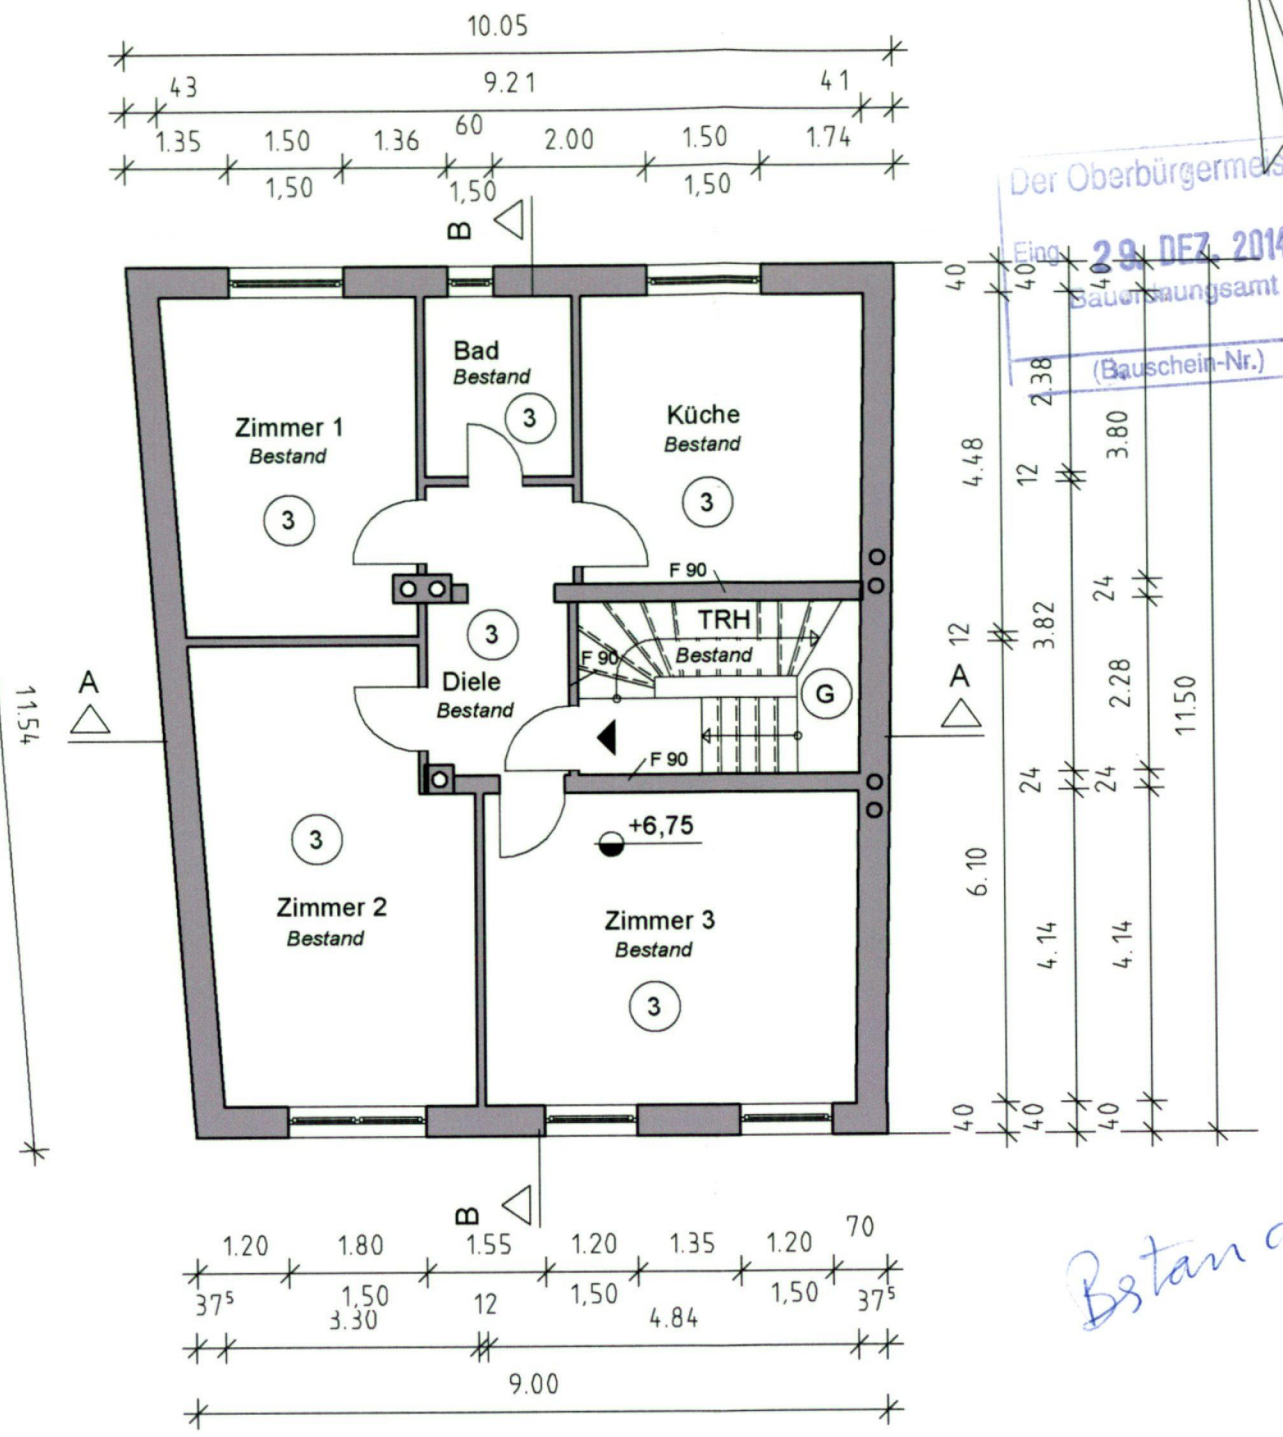 10.05
43 9.21 41
1.35 1.50 1.36 60 2.00 1.50 1.74
1,50 1,50 1,50
Der Oberbürgermeis
Eing. 29. DEZ. 2014
Bauordnungsamt
(Bauschein-Nr.)
B
40 40 40
Bad
Bestand
3
Zimmer 1
Bestand
3
Küche
Bestand
3
2.38
4.48
3.80
12
F 90
TRH
Bestand
F 90
G
3
Diele
Bestand
F 90
24
12
3.82
2.28
11.50
24 24
A
A
11.54
+6,75
3
Zimmer 2
Bestand
Zimmer 3
Bestand
3
6.10
4.14
4.14
40 40 40
B
1.20 1.80 1.55 1.20 1.35 1.20 70
37⁵ 1,50 1,50 1,50 37⁵
3.30 12 4.84
9.00
Bstan